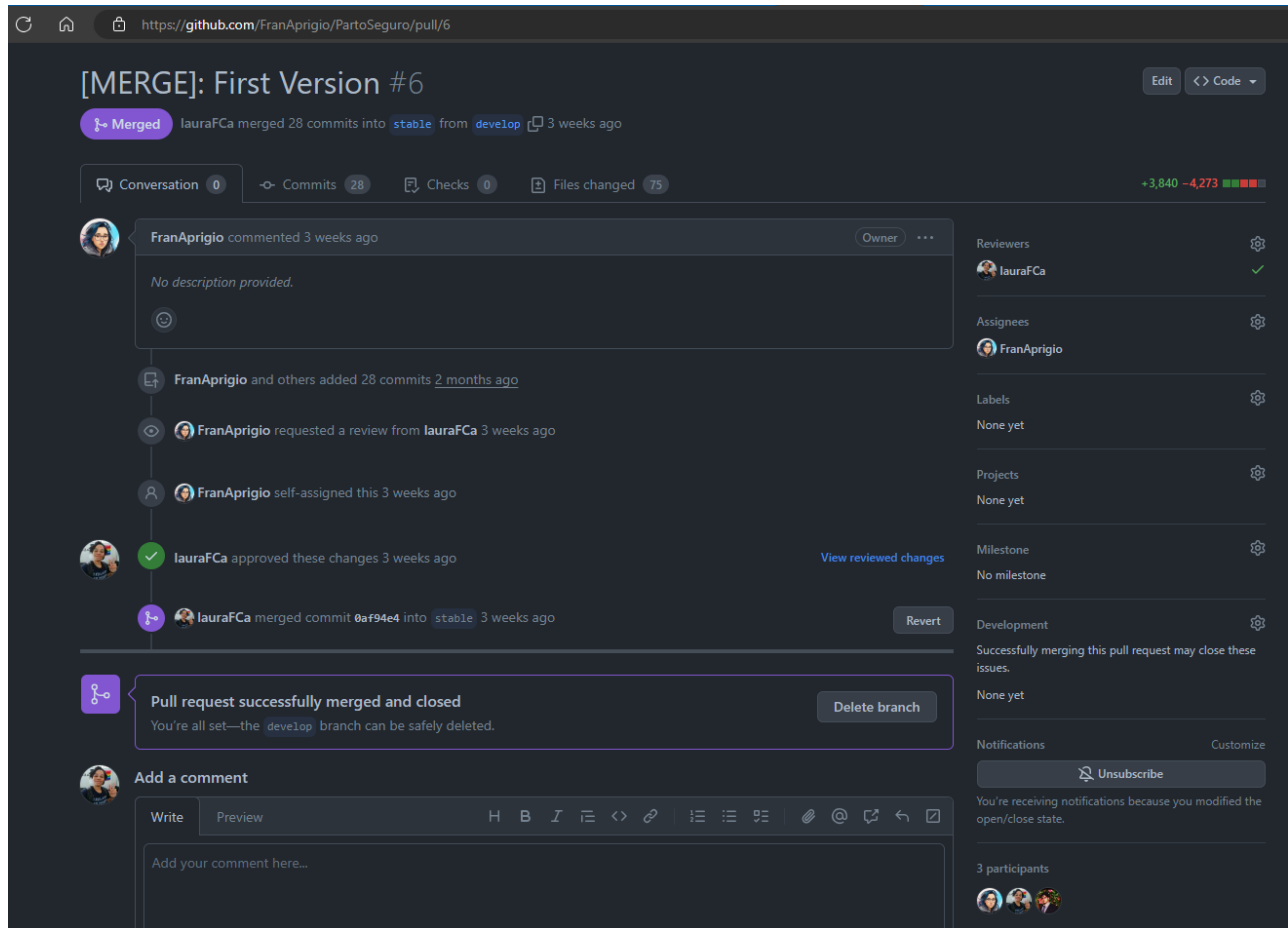 https://github.com/FranAprigio/PartoSeguro/pull/6
[MERGE]: First Version #6
Edit
<> Code
Merged
lauraFCa merged 28 commits into stable from develop 3 weeks ago
Conversation 0
Commits 28
Checks 0
Files changed 75
+3,840 −4,273
FranAprigio commented 3 weeks ago
Owner
No description provided.
FranAprigio and others added 28 commits 2 months ago
FranAprigio requested a review from lauraFCa 3 weeks ago
FranAprigio self-assigned this 3 weeks ago
lauraFCa approved these changes 3 weeks ago
View reviewed changes
lauraFCa merged commit 0af94e4 into stable 3 weeks ago
Revert
Pull request successfully merged and closed
You're all set—the develop branch can be safely deleted.
Delete branch
Add a comment
Write
Preview
Add your comment here...
Reviewers
lauraFCa
Assignees
FranAprigio
Labels
None yet
Projects
None yet
Milestone
No milestone
Development
Successfully merging this pull request may close these
issues.
None yet
Notifications
Customize
Unsubscribe
You're receiving notifications because you modified the
open/close state.
3 participants